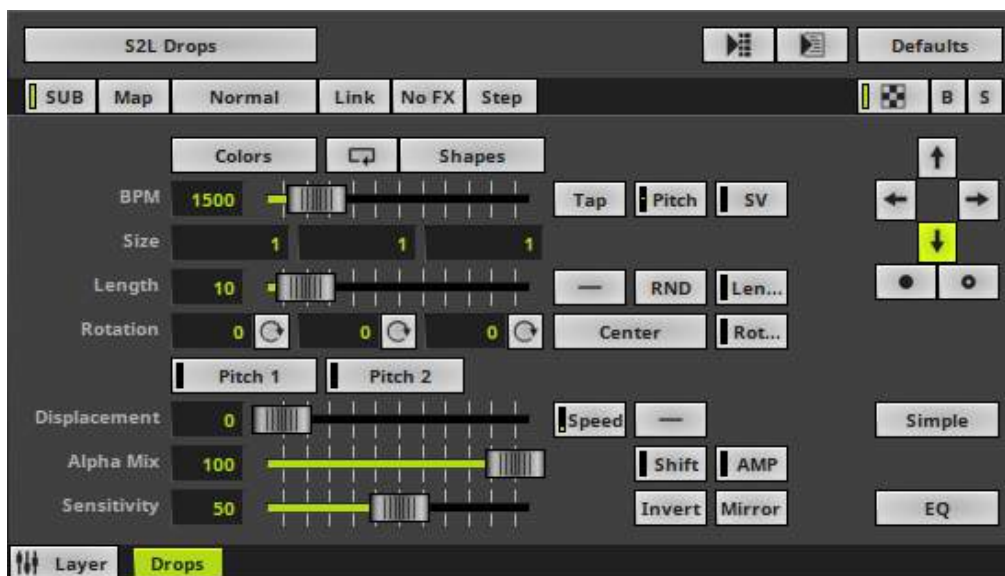 S2L Drops Defaults
SUB Map Normal Link No FX Step B S
Colors Shapes
BPM 1500 Tap Pitch SV
Size 1 1 1
Length 10 RND Len...
Rotation 0 0 0 Center Rot...
Pitch 1 Pitch 2
Displacement 0 Speed Simple
Alpha Mix 100 Shift AMP
Sensitivity 50 Invert Mirror EQ
Layer Drops